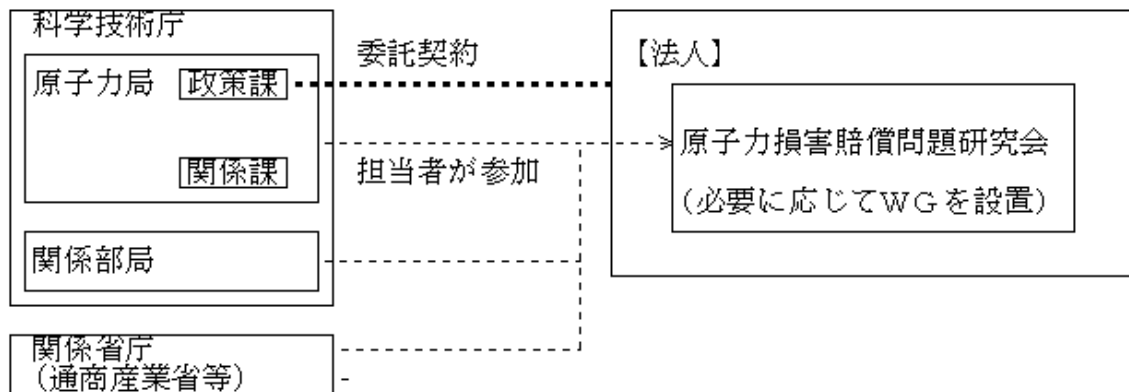 科学技術庁
原子力局
政策課
関係課
関係部局
関係省庁
（通商産業省等）
委託契約
担当者が参加
【法人】
原子力損害賠償問題研究会
（必要に応じてＷＧを設置）